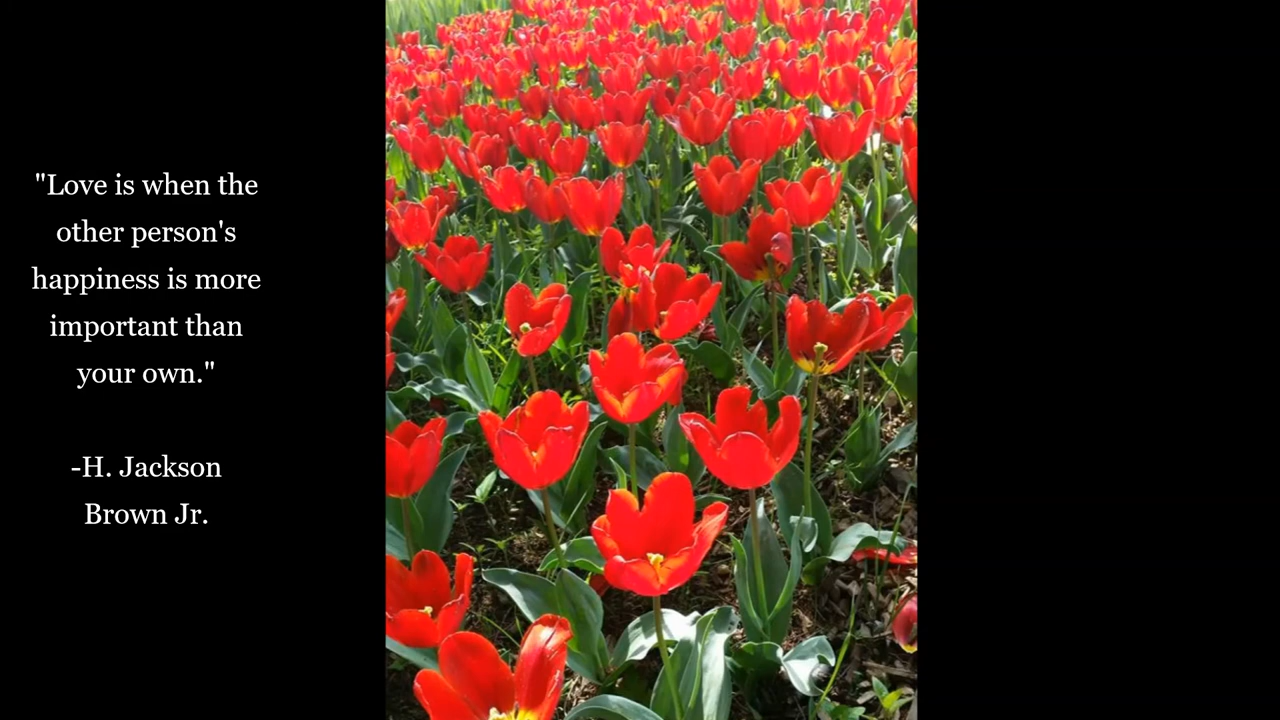 "Love is when the
other person's
happiness is more
important than
your own."
-H. Jackson
Brown Jr.